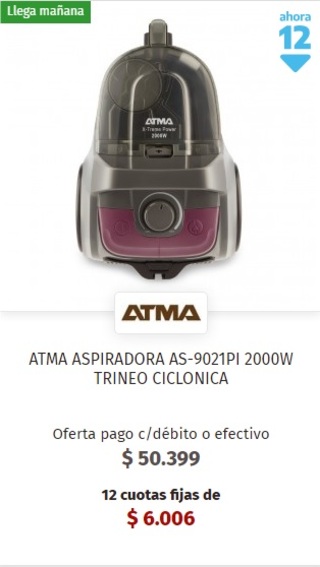 Llega mañana
ahora
12
ATMA
X-Treme Power
2000W
ATMA
ATMA ASPIRADORA AS-9021PI 2000W
TRINEO CICLONICA
Oferta pago c/débito o efectivo
$ 50.399
12 cuotas fijas de
$ 6.006